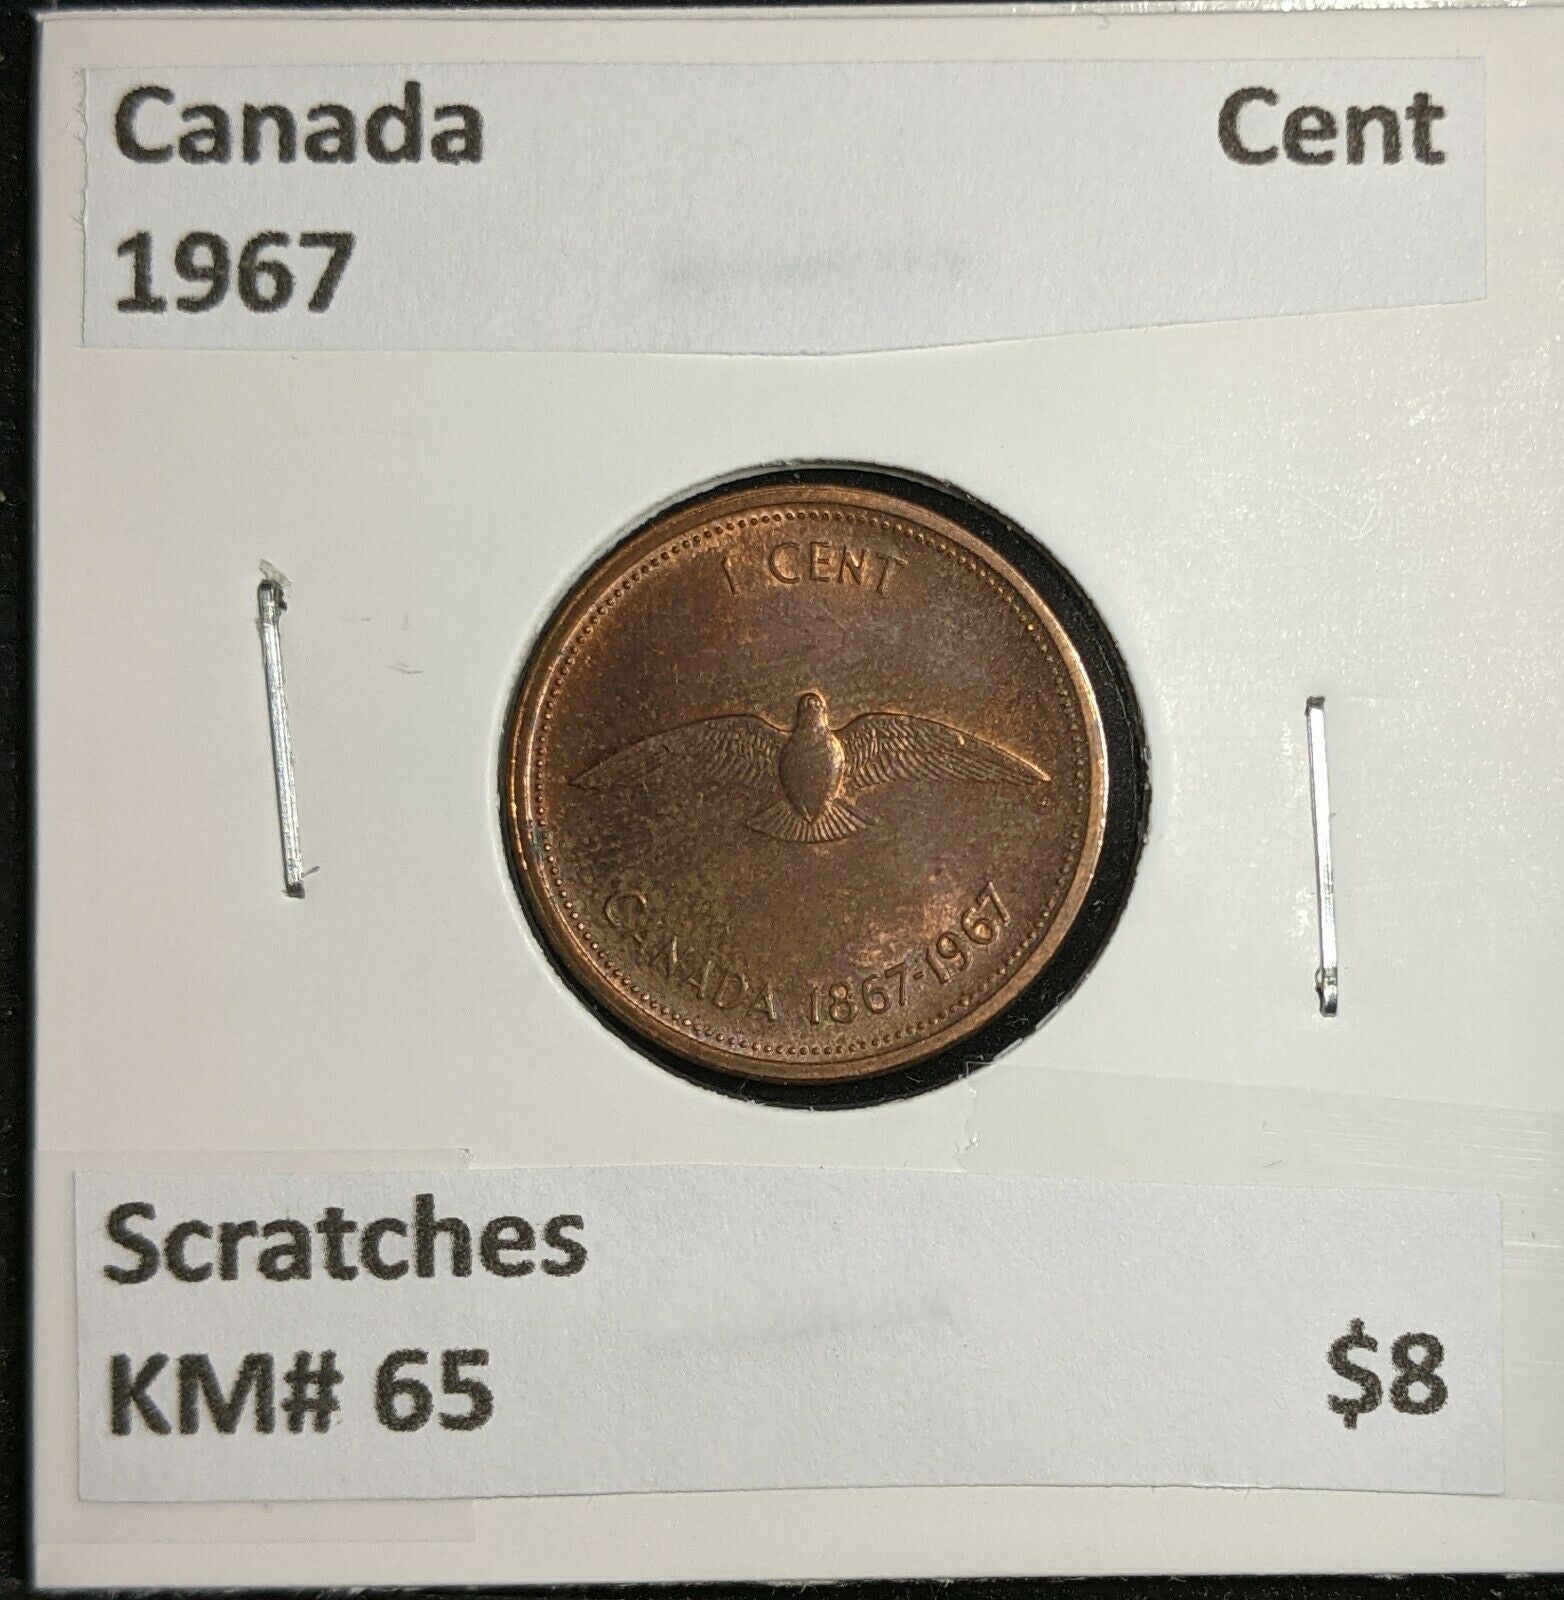 Canada Cent
1967
1 CENT
CANADA 1867-1967
Scratches
KM# 65 $8